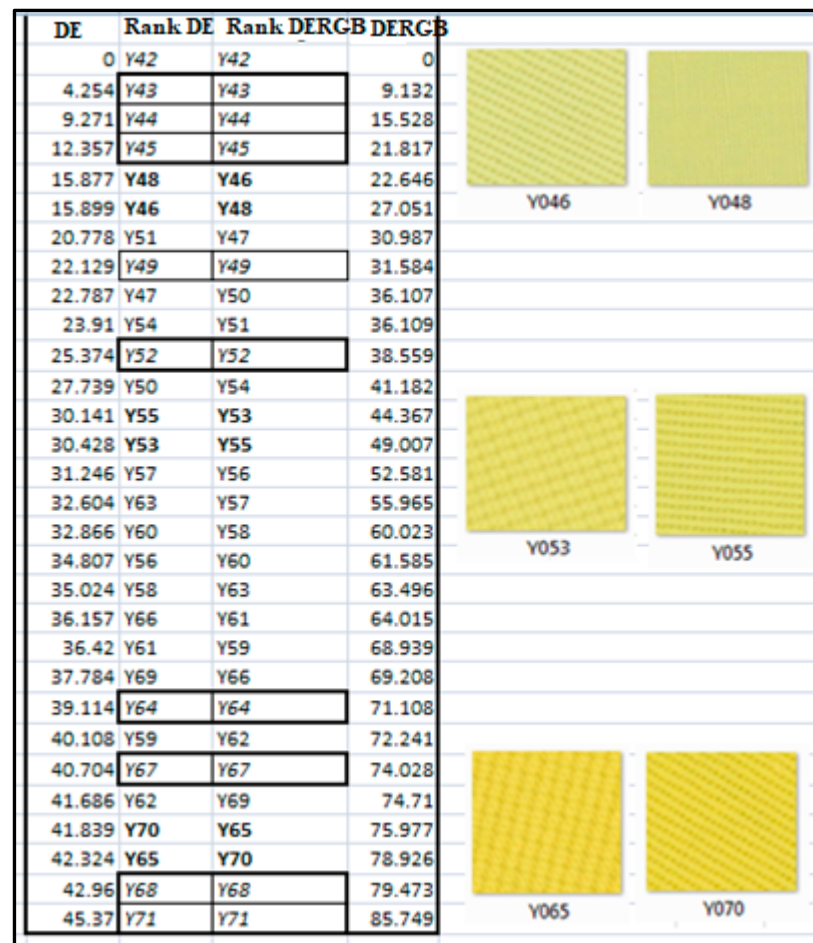 DE Rank DE Rank DERGB DERGB
0 Y42 Y42 0
4.254 Y43 Y43 9.132
9.271 Y44 Y44 15.528
12.357 Y45 Y45 21.817
15.877 Y48 Y46 22.646
15.899 Y46 Y48 27.051
Y046 Y048
20.778 Y51 Y47 30.987
22.129 Y49 Y49 31.584
22.787 Y47 Y50 36.107
23.91 Y54 Y51 36.109
25.374 Y52 Y52 38.559
27.739 Y50 Y54 41.182
30.141 Y55 Y53 44.367
30.428 Y53 Y55 49.007
31.246 Y57 Y56 52.581
32.604 Y63 Y57 55.965
32.866 Y60 Y58 60.023
34.807 Y56 Y60 61.585
Y053 Y055
35.024 Y58 Y63 63.496
36.157 Y66 Y61 64.015
36.42 Y61 Y59 68.939
37.784 Y69 Y66 69.208
39.114 Y64 Y64 71.108
40.108 Y59 Y62 72.241
40.704 Y67 Y67 74.028
41.686 Y62 Y69 74.71
41.839 Y70 Y65 75.977
42.324 Y65 Y70 78.926
42.96 Y68 Y68 79.473
45.37 Y71 Y71 85.749
Y065 Y070